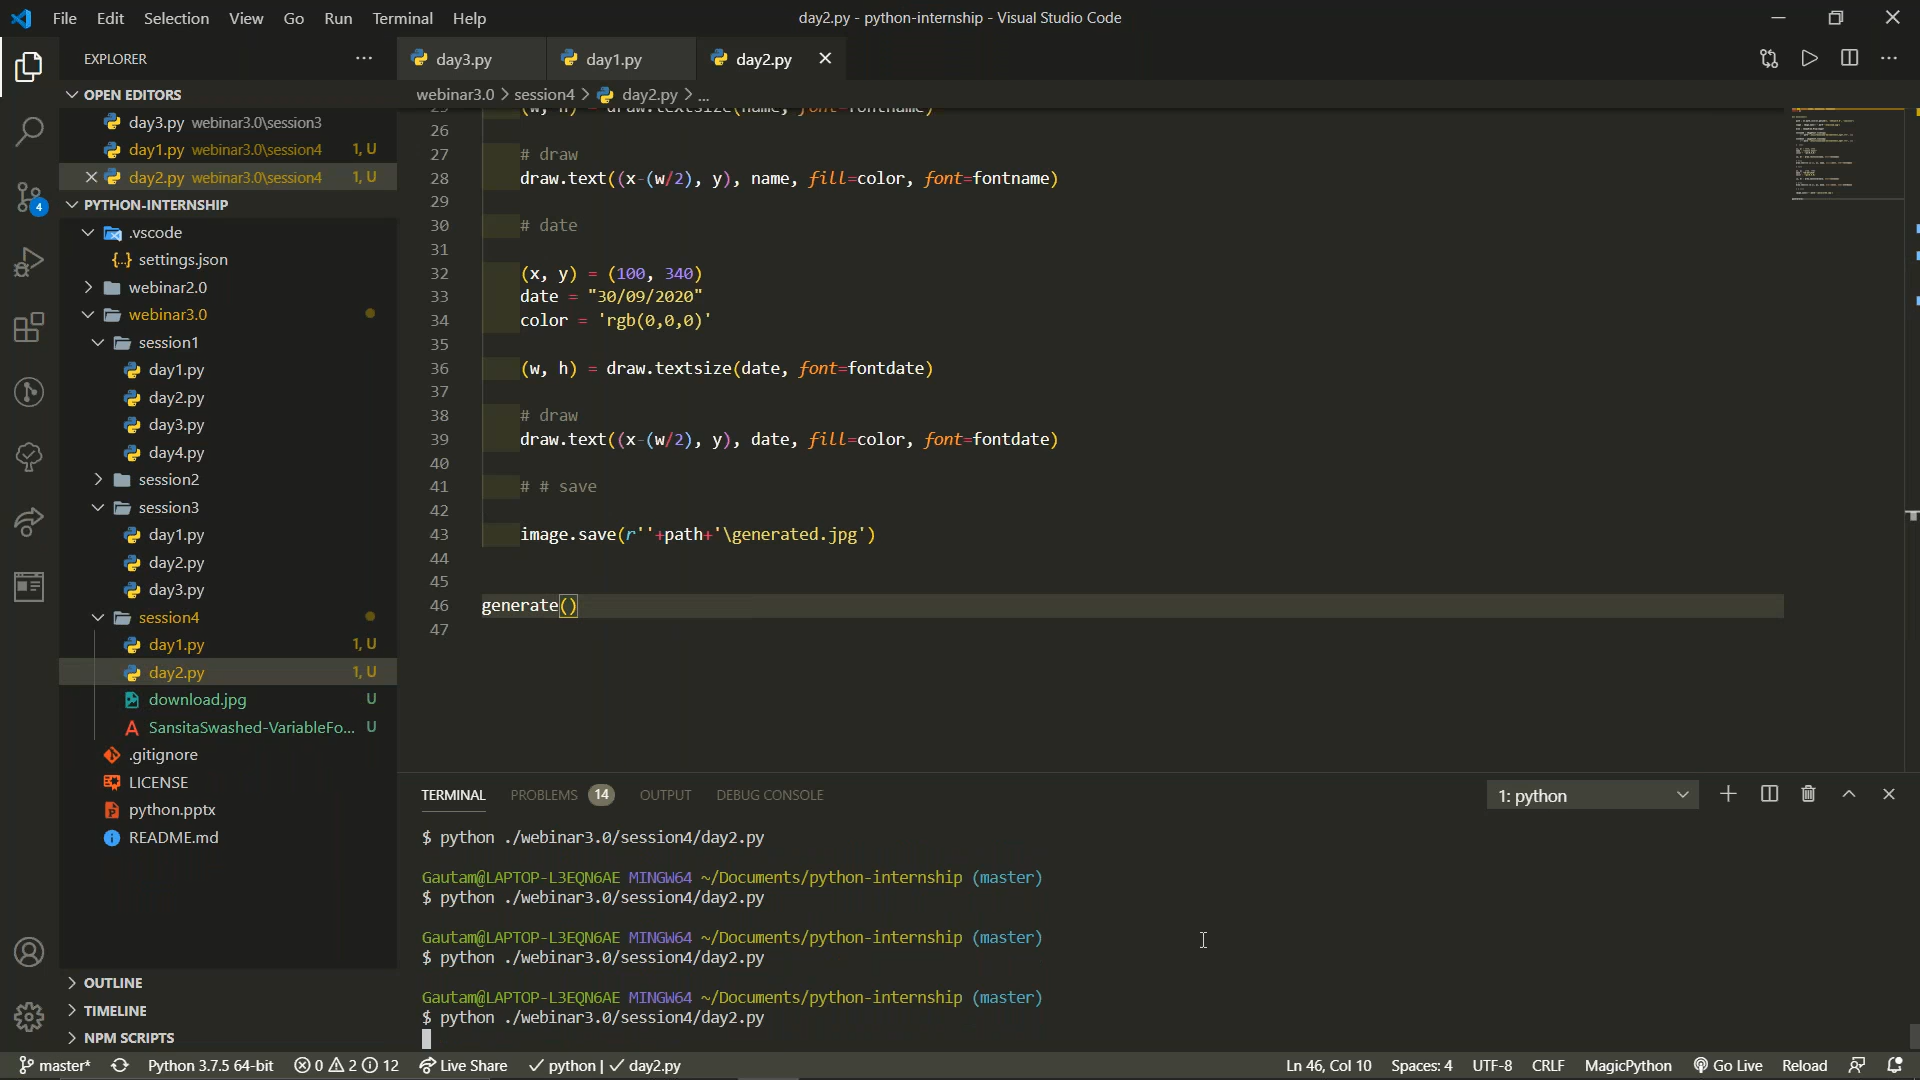 File Edit Selection View Go Run Terminal Help
day2.py - python-internship - Visual Studio Code
EXPLORER
day3.py
day1.py
day2.py
OPEN EDITORS
day3.py webinar3.0\session3
day1.py webinar3.0\session4 1, U
day2.py webinar3.0\session4 1, U
PYTHON-INTERNSHIP
.vscode
{..} settings.json
webinar2.0
webinar3.0
session1
day1.py
day2.py
day3.py
day4.py
session2
session3
day1.py
day2.py
day3.py
session4
day1.py 1, U
day2.py 1, U
download.jpg U
SansitaSwashed-VariableFo... U
.gitignore
LICENSE
python.pptx
README.md
OUTLINE
TIMELINE
NPM SCRIPTS
4
webinar3.0 > session4 > day2.py > ...
26
27 # draw
28 draw.text((x-(w/2), y), name, fill=color, font=fontname)
29
30 # date
31
32 (x, y) = (100, 340)
33 date = "30/09/2020"
34 color = 'rgb(0,0,0)'
35
36 (w, h) = draw.textsize(date, font=fontdate)
37
38 # draw
39 draw.text((x-(w/2), y), date, fill=color, font=fontdate)
40
41 # # save
42
43 image.save(r''+path+'\generated.jpg')
44
45
46 generate()
47
TERMINAL PROBLEMS 14 OUTPUT DEBUG CONSOLE
1: python
$ python ./webinar3.0/session4/day2.py
Gautam@LAPTOP-L3EQN6AE MINGW64 ~/Documents/python-internship (master)
$ python ./webinar3.0/session4/day2.py
Gautam@LAPTOP-L3EQN6AE MINGW64 ~/Documents/python-internship (master)
$ python ./webinar3.0/session4/day2.py
Gautam@LAPTOP-L3EQN6AE MINGW64 ~/Documents/python-internship (master)
$ python ./webinar3.0/session4/day2.py
master* Python 3.7.5 64-bit 0 2 12 Live Share ✓ python | ✓ day2.py
Ln 46, Col 10 Spaces: 4 UTF-8 CRLF MagicPython Go Live Reload